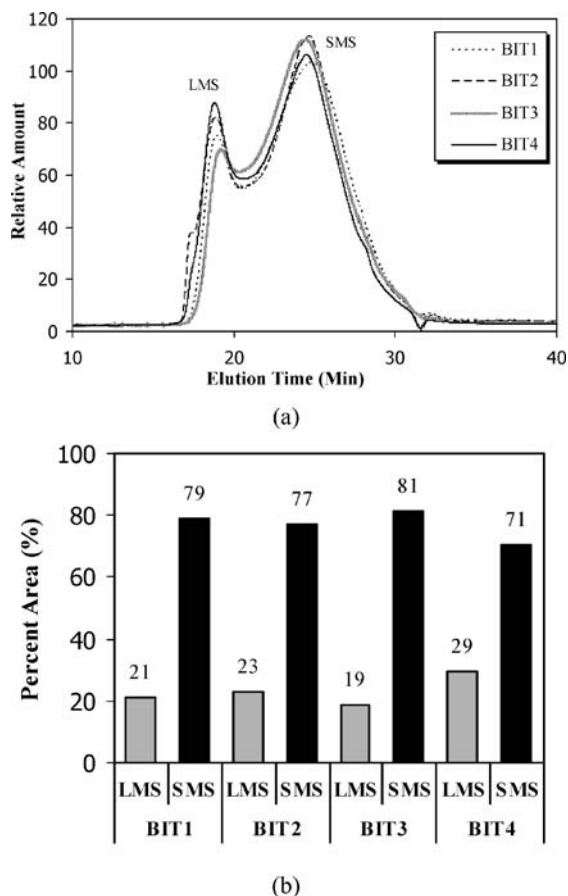 (a)
120
100
80
60
40
20
0
Relative Amount
LMS
SMS
BIT1
BIT2
BIT3
BIT4
10 20 30 40
Elution Time (Min)
(a)
100
80
60
40
20
0
Percent Area (%)
21 79 23 77 19 81 29 71
LMS SMS LMS SMS LMS SMS LMS SMS
BIT1 BIT2 BIT3 BIT4
(b)